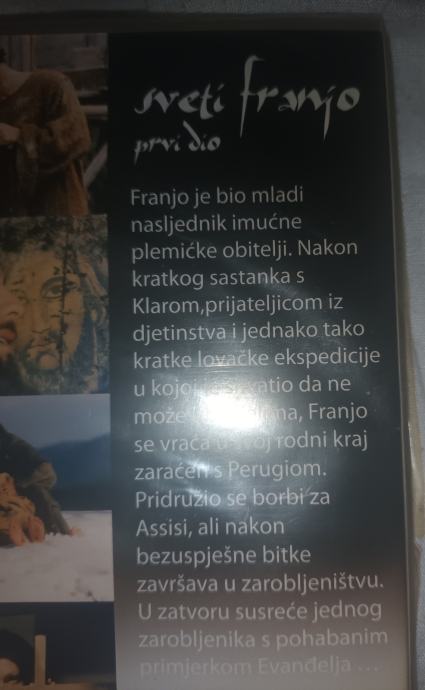 sveti franjo
prvi dio
Franjo je bio mladi
nasljednik imućne
plemićke obitelji. Nakon
kratkog sastanka s
Klarom,prijateljicom iz
djetinstva i jednako tako
kratke lovačke ekspedicije
u kojoj da ne
može Franjo
se vraća u svoj rodni kraj
zaraćen s Perugiom.
Pridružio se borbi za
Assisi, ali nakon
bezuspješne bitke
završava u zarobljeništvu.
U zatvoru susreće jednog
zarobljenika s pohabanim
primjerkom Evanđelja ...